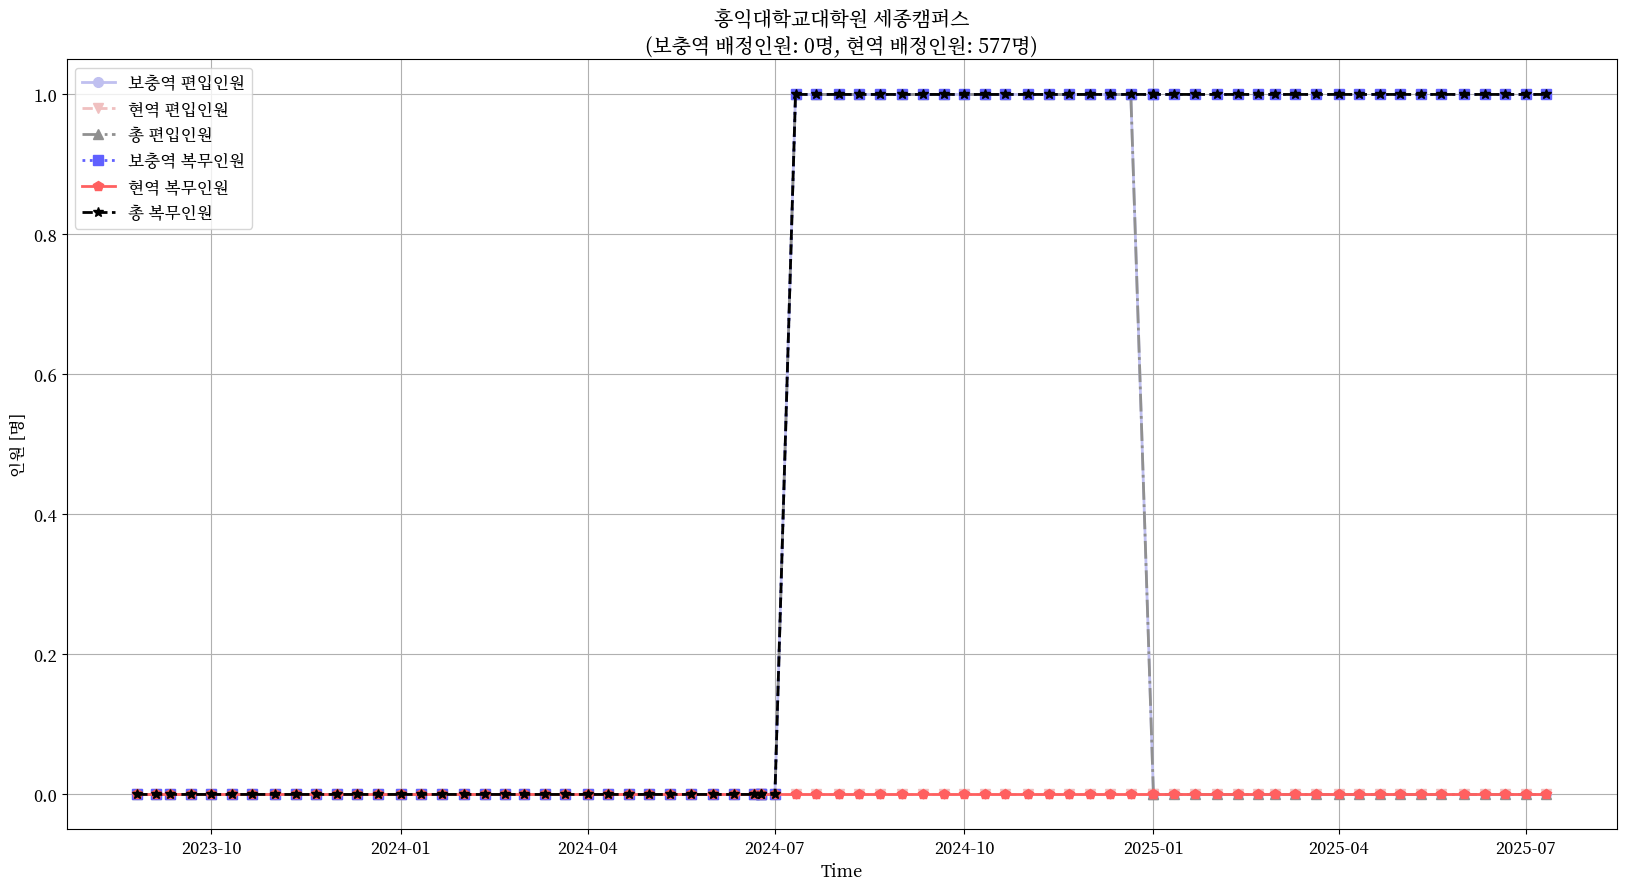 홍익대학교대학원 세종캠퍼스
(보충역 배정인원: 0명, 현역 배정인원: 577명)
보충역 편입인원
현역 편입인원
총 편입인원
보충역 복무인원
현역 복무인원
총 복무인원
1.0
0.8
0.6
0.4
0.2
0.0
인원 [명]
2023-10
2024-01
2024-04
2024-07
2024-10
2025-01
2025-04
2025-07
Time